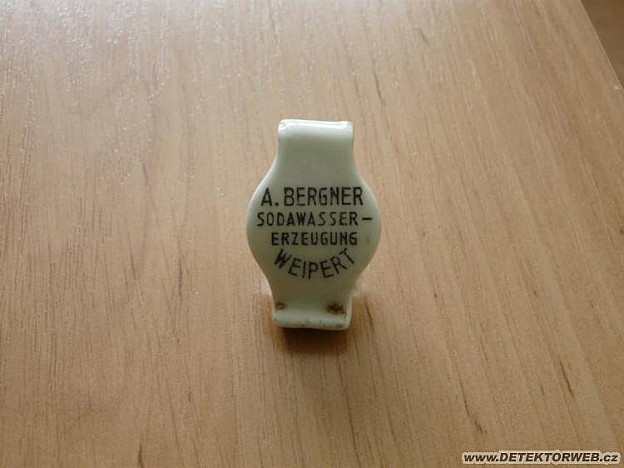 A. BERGNER
SODAWASSER-
ERZEUGUNG
WEIPERT
www.DETEKTORWEB.cz